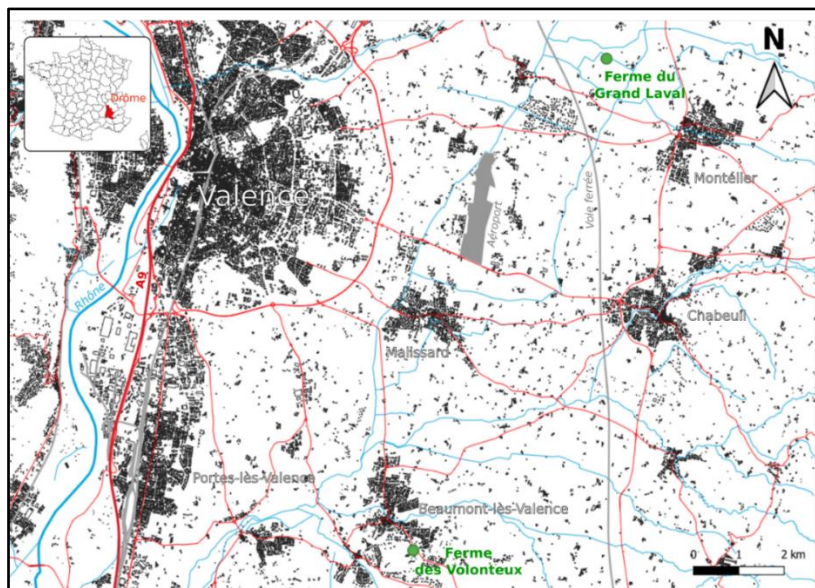 N
Drôme
Ferme du
Grand Laval
Montélier
Valence
Voie ferrée
Aéroport
A9
Rhône
Chabeuil
Malissard
Portes-lès-Valence
Beaumont-lès-Valence
Ferme
des Volonteux
0 1 2 km